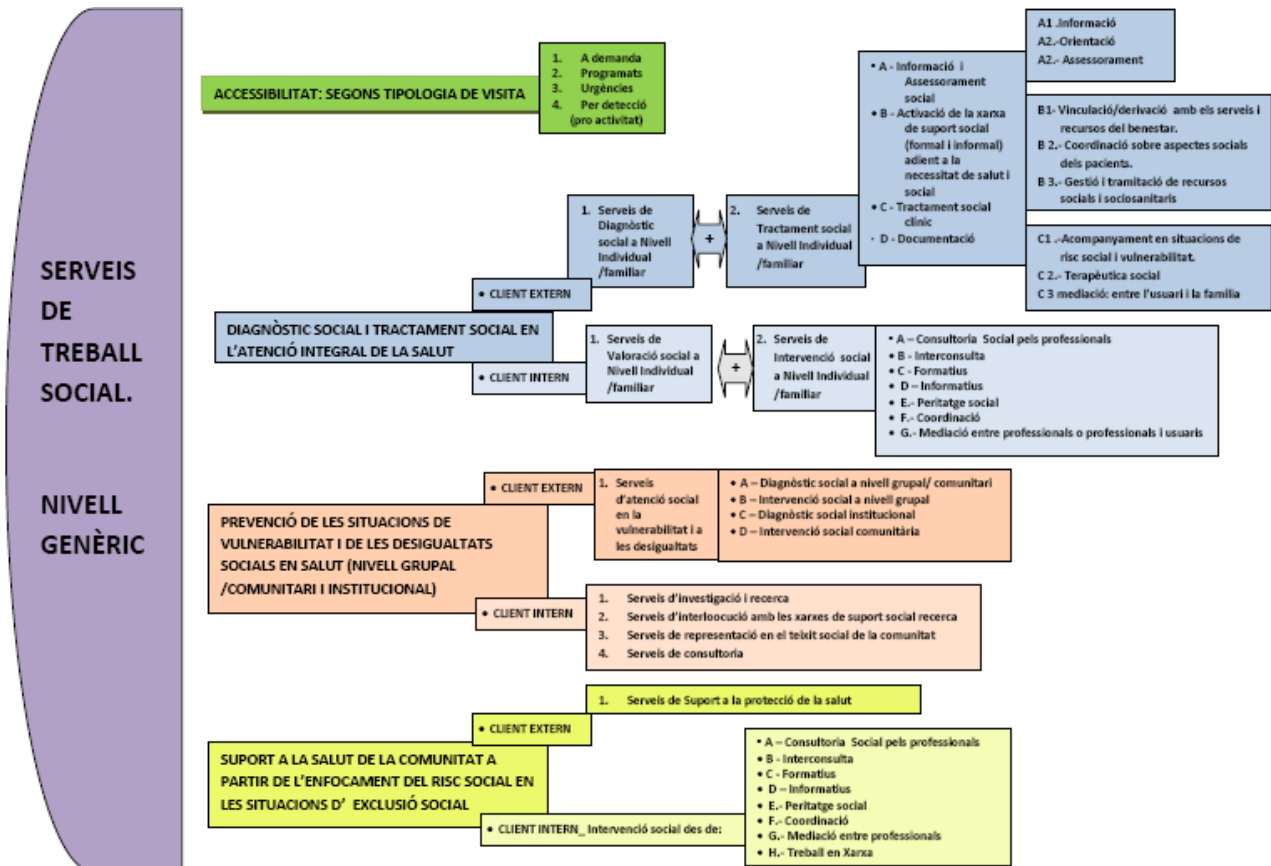 SERVEIS
DE
TREBALL
SOCIAL.
NIVELL
GENÈRIC
ACCESSIBILITAT: SEGONS TIPOLOGIA DE VISITA
1. A demanda
2. Programats
3. Urgències
4. Per detecció
(pro activitat)
DIAGNÒSTIC SOCIAL I TRACTAMENT SOCIAL EN
L'ATENCIÓ INTEGRAL DE LA SALUT
• CLIENT EXTERN
1. Serveis de
Diagnòstic
social a Nivell
Individual
/familiar
+
2. Serveis de
Tractament social
a Nivell Individual
/familiar
• A - Informació i
Assessorament
social
• B - Activació de la xarxa
de suport social
(formal i informal)
adient a la
necessitat de salut i
social
• C - Tractament social
clínic
- D - Documentació
A1 .Informació
A2.-Orientació
A2.- Assessorament
B1- Vinculació/derivació amb els serveis i
recursos del benestar.
B 2.- Coordinació sobre aspectes socials
dels pacients.
B 3.- Gestió i tramitació de recursos
socials i sociosanitaris
C1 .-Acompanyament en situacions de
risc social i vulnerabilitat.
C 2.- Terapèutica social
C 3 mediació: entre l'usuari i la família
• CLIENT INTERN
1. Serveis de
Valoració social a
Nivell Individual
/familiar
+
2. Serveis de
Intervenció social
a Nivell Individual
/familiar
• A – Consultoria Social pels professionals
• B - Interconsulta
• C - Formatius
• D – Informatius
• E.- Peritatge social
• F.- Coordinació
• G.- Mediació entre professionals o professionals i usuaris
PREVENCIÓ DE LES SITUACIONS DE
VULNERABILITAT I DE LES DESIGUALTATS
SOCIALS EN SALUT (NIVELL GRUPAL
/COMUNITARI I INSTITUCIONAL)
• CLIENT EXTERN
1. Serveis
d'atenció social
en la
vulnerabilitat i a
les desigualtats
• A – Diagnòstic social a nivell grupal/ comunitari
• B – Intervenció social a nivell grupal
• C – Diagnòstic social institucional
• D – Intervenció social comunitària
• CLIENT INTERN
1. Serveis d'investigació i recerca
2. Serveis d'interloocució amb les xarxes de suport social recerca
3. Serveis de representació en el teixit social de la comunitat
4. Serveis de consultoria
SUPORT A LA SALUT DE LA COMUNITAT A
PARTIR DE L'ENFOCAMENT DEL RISC SOCIAL EN
LES SITUACIONS D' EXCLUSIÓ SOCIAL
• CLIENT EXTERN
1. Serveis de Suport a la protecció de la salut
• CLIENT INTERN_ Intervenció social des de:
• A – Consultoria Social pels professionals
• B - Interconsulta
• C - Formatius
• D – Informatius
• E.- Peritatge social
• F.- Coordinació
• G.- Mediació entre professionals
• H.- Treball en Xarxa